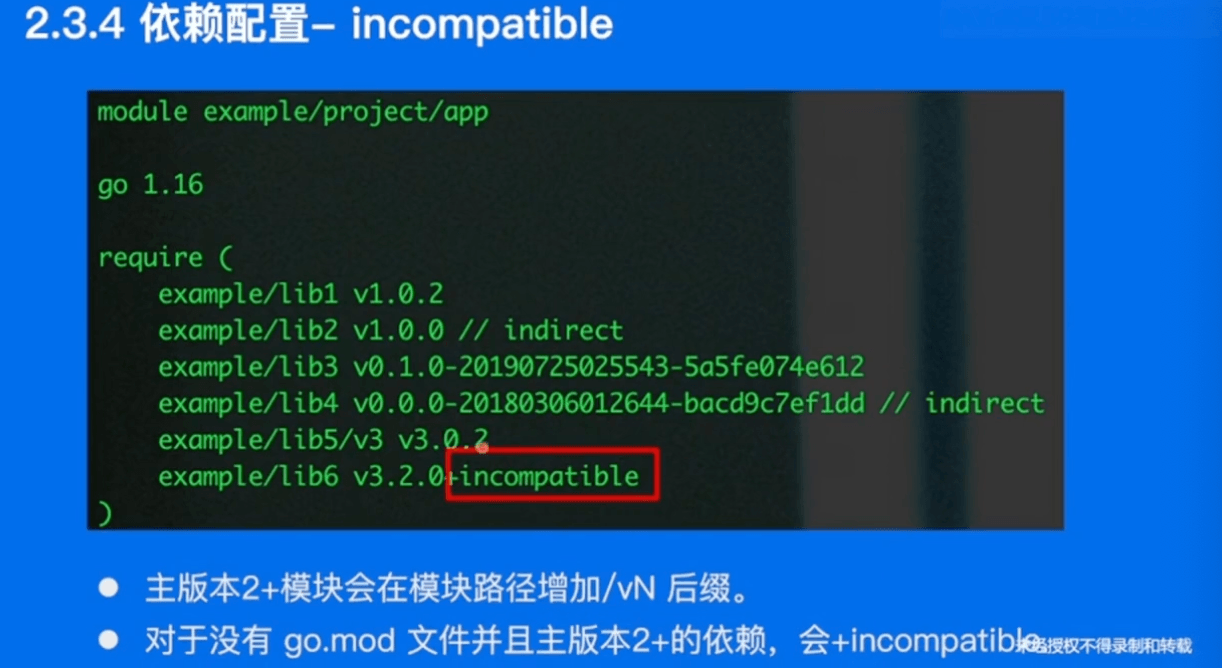 2.3.4 依赖配置– incompatible
module example/project/app
go 1.16
require (
example/lib1 v1.0.2
example/lib2 v1.0.0 // indirect
example/lib3 v0.1.0-20190725025543-5a5fe074e612
example/lib4 v0.0.0-20180306012644-bacd9c7ef1dd // indirect
example/lib5/v3 v3.0.2
example/lib6 v3.2.0+incompatible
)
● 主版本2+模块会在模块路径增加/vN 后缀。
● 对于没有 go.mod 文件并且主版本2+的依赖，会+incompatible
授权不得录制和转载